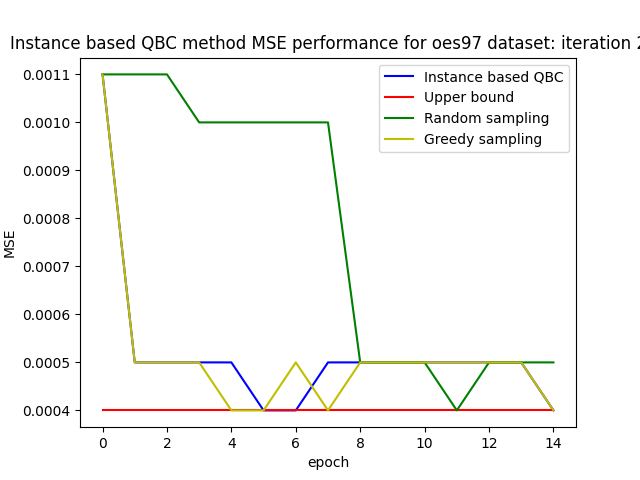 Instance based QBC method MSE performance for oes97 dataset: iteration 2
Instance based QBC
Upper bound
Random sampling
Greedy sampling
MSE
0.0011
0.0010
0.0009
0.0008
0.0007
0.0006
0.0005
0.0004
0 2 4 6 8 10 12 14
epoch